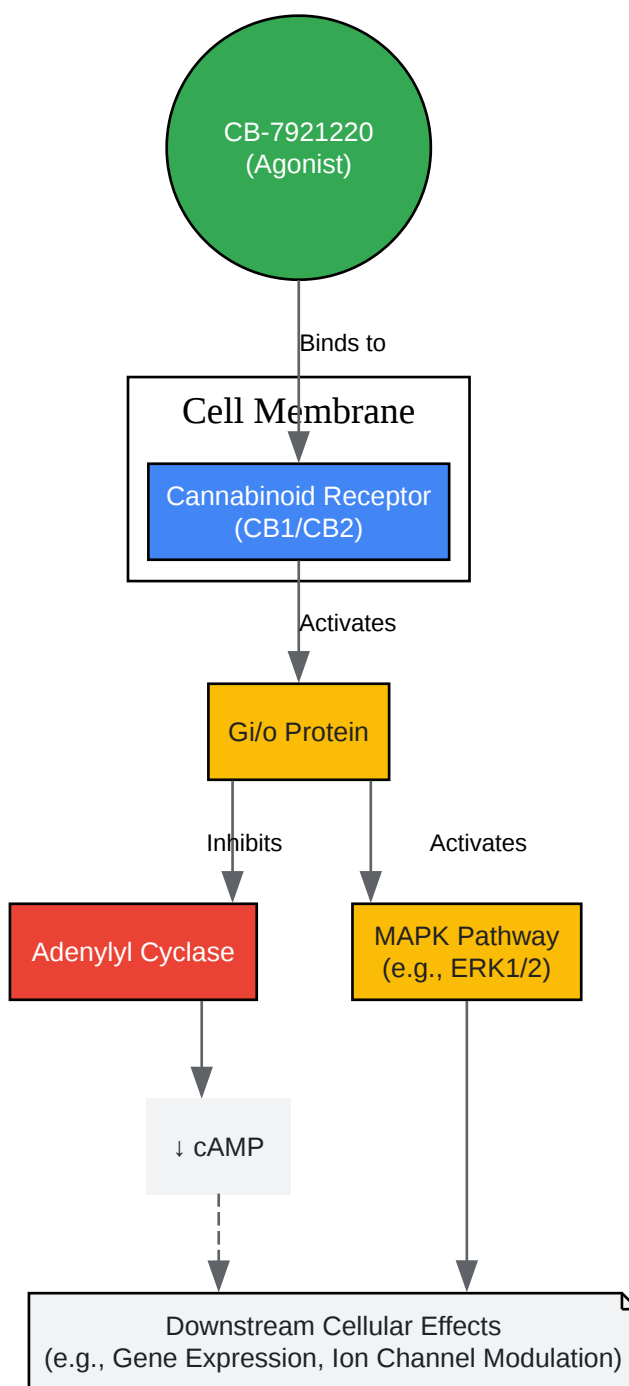 CB-7921220
(Agonist)
Binds to
Cell Membrane
Cannabinoid Receptor
(CB1/CB2)
Activates
Gi/o Protein
Inhibits
Activates
Adenylyl Cyclase
MAPK Pathway
(e.g., ERK1/2)
↓ cAMP
Downstream Cellular Effects
(e.g., Gene Expression, Ion Channel Modulation)